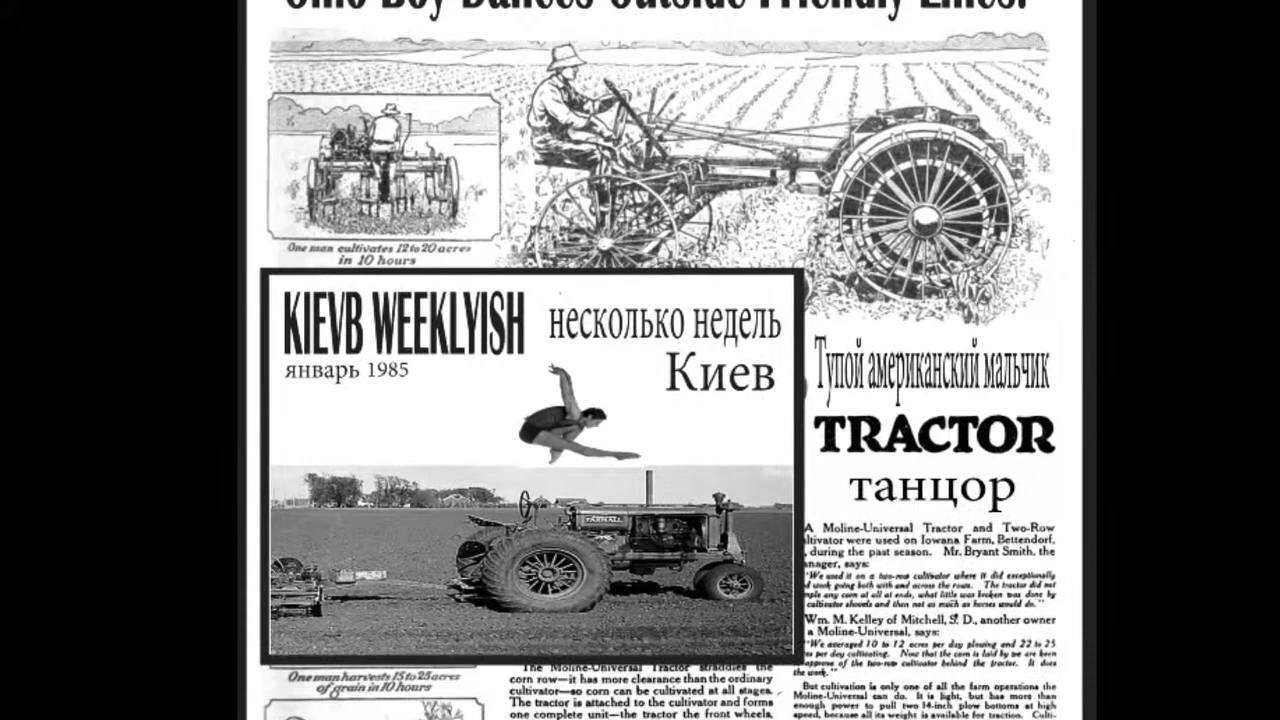 Ohio Boy Dances Outside Friendly Lines!
One man cultivates 12 to 20 acres
in 10 hours
KIEVB WEEKLYISH
январь 1985
несколько недель
Киев
FARMALL
Тупой американский мальчик
TRACTOR
танцор
A Moline-Universal Tractor and Two-Row
ltivator were used on Iowana Farm, Bettendorf,
, during the past season. Mr. Bryant Smith, the
anager, says:
"We used it on a two-row cultivator where it did exceptionally
d work going both with and across the rows. The tractor did not
mple any corn at all at ends, what little was broken was done by
cultivator shovels and then not as much as horses would do."
Wm. M. Kelley of Mitchell, S. D., another owner
a Moline-Universal, says:
"We averaged 10 to 12 acres per day plowing and 22 to 25
es per day cultivating. Now that the corn is laid by we are been
approve of the two-row cultivator behind the tractor. It does
the work."
But cultivation is only one of all the farm operations the
Moline-Universal can do. It is light, but has more than
enough power to pull two 14-inch plow bottoms at high
speed, because all its weight is available for traction. Culti-
One man harvests 15 to 25 acres
of grain in 10 hours
The Moline-Universal Tractor straddles the
corn row—it has more clearance than the ordinary
cultivator—so corn can be cultivated at all stages.
The tractor is attached to the cultivator and forms
one complete unit—the tractor the front wheels,